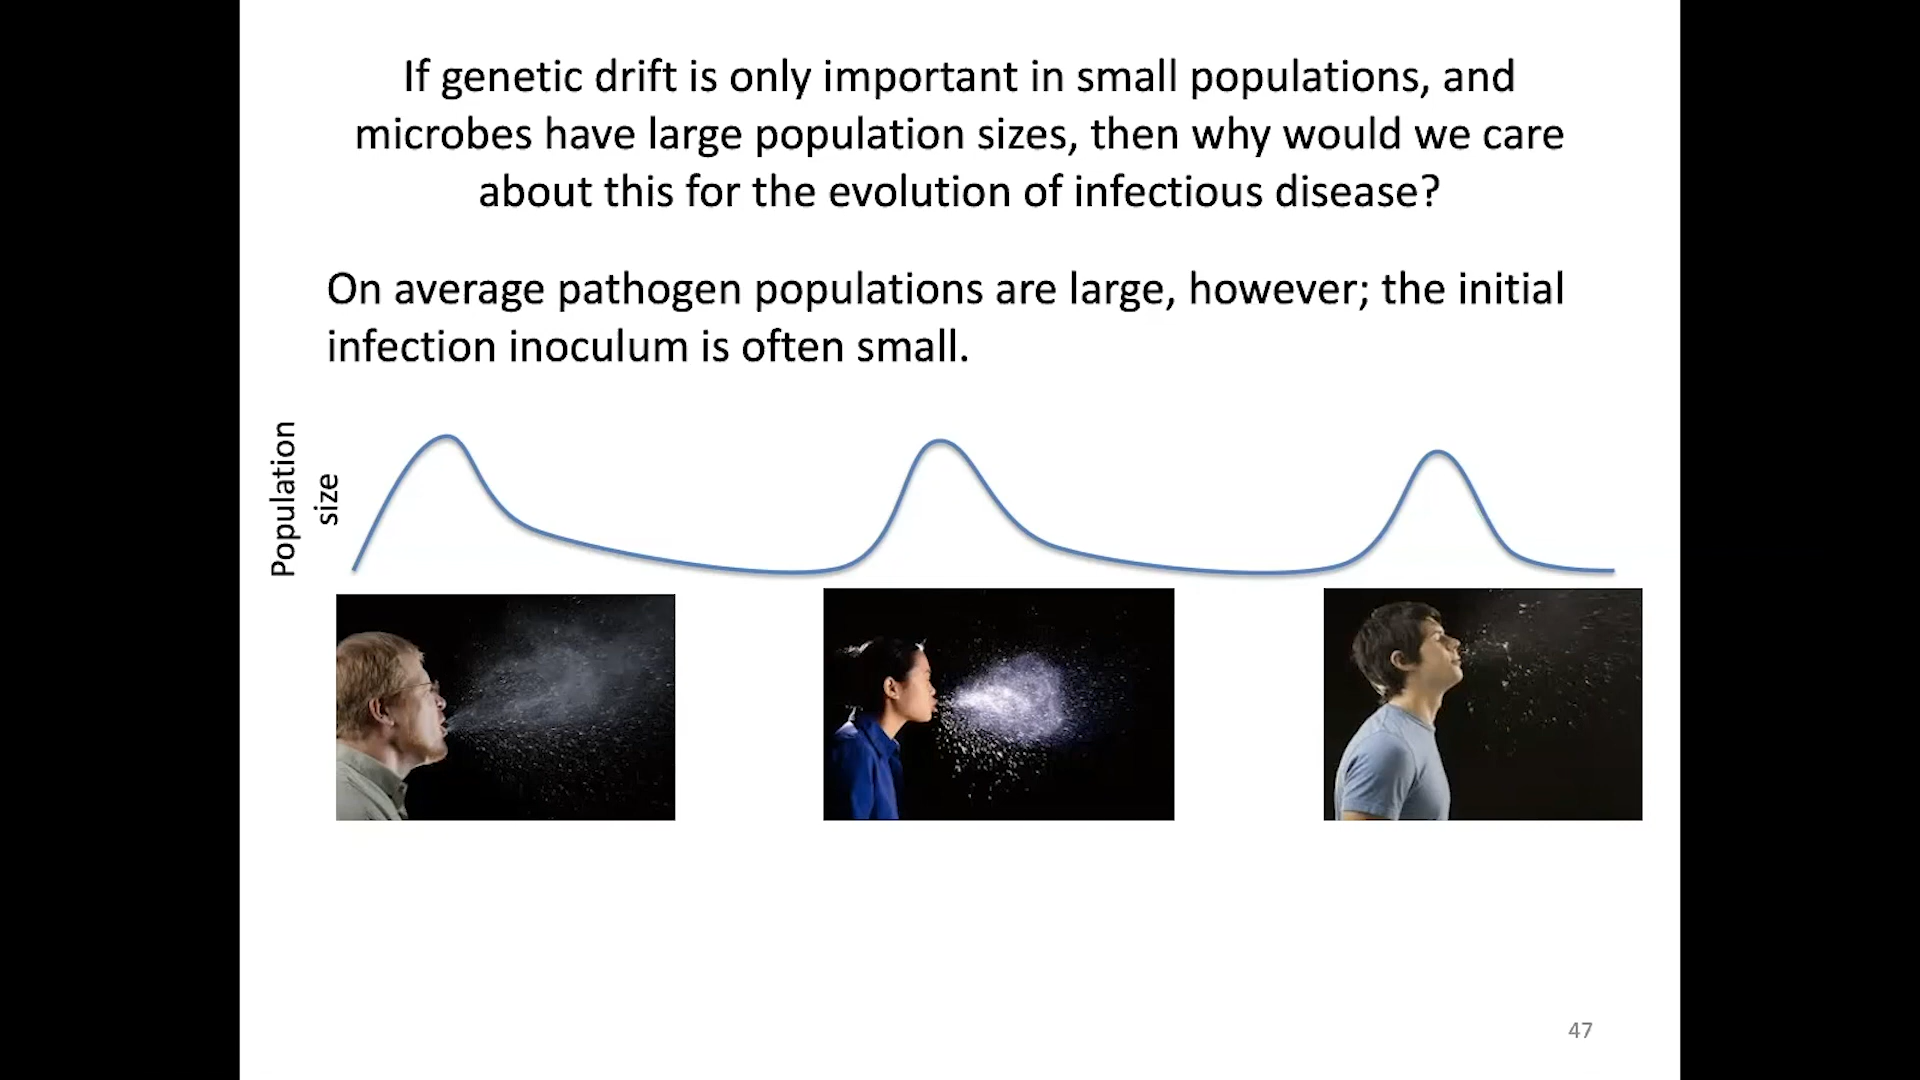 If genetic drift is only important in small populations, and
microbes have large population sizes, then why would we care
about this for the evolution of infectious disease?
On average pathogen populations are large, however; the initial
infection inoculum is often small.
Population
size
47